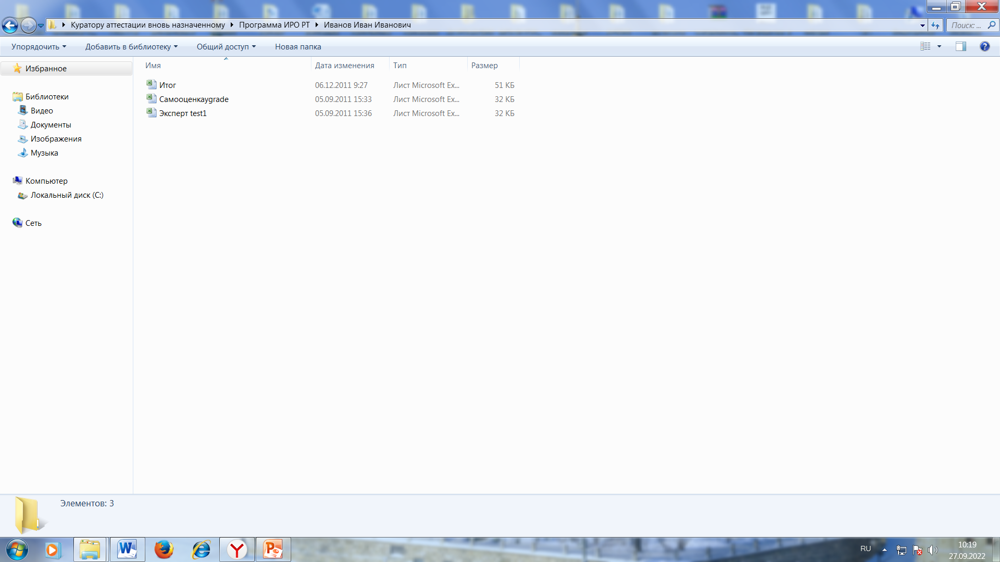 Куратору аттестации вновь назначенному Программа ИРО РТ Иванов Иван Иванович Поиск: ...
Упорядочить Добавить в библиотеку Общий доступ Новая папка
Избранное
Библиотеки
Видео
Документы
Изображения
Музыка
Компьютер
Локальный диск (C:)
Сеть
Имя Дата изменения Тип Размер
Итог 06.12.2011 9:27 Лист Microsoft Ex... 51 КБ
Самооценкаygrade 05.09.2011 15:33 Лист Microsoft Ex... 32 КБ
Эксперт test1 05.09.2011 15:36 Лист Microsoft Ex... 32 КБ
Элементов: 3
RU 10:19
27.09.2022